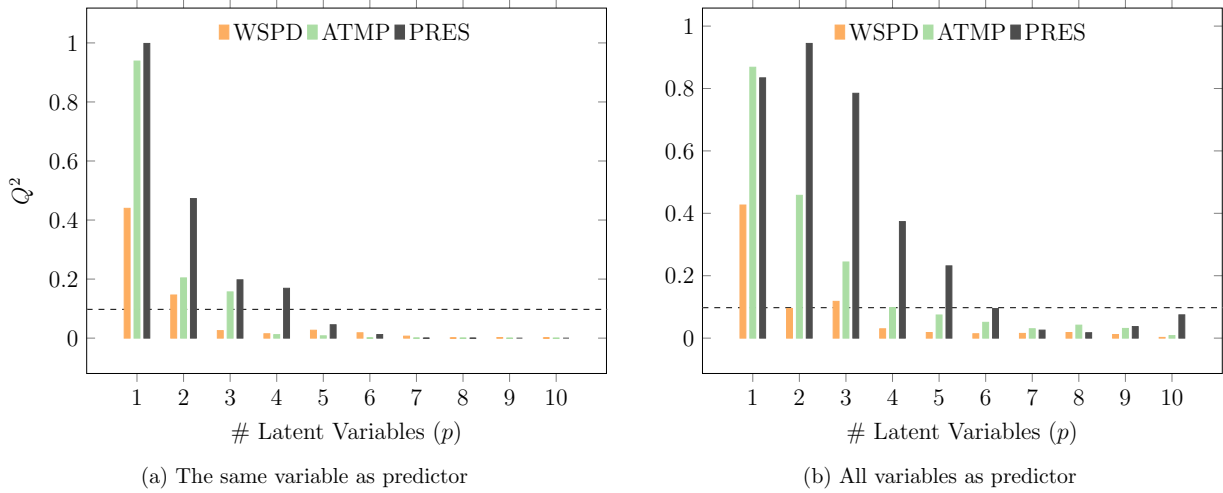 WSPD ATMP PRES
1
0.8
0.6
0.4
0.2
0
Q²
1 2 3 4 5 6 7 8 9 10
# Latent Variables (p)
(a) The same variable as predictor
WSPD ATMP PRES
1
0.8
0.6
0.4
0.2
0
1 2 3 4 5 6 7 8 9 10
# Latent Variables (p)
(b) All variables as predictor